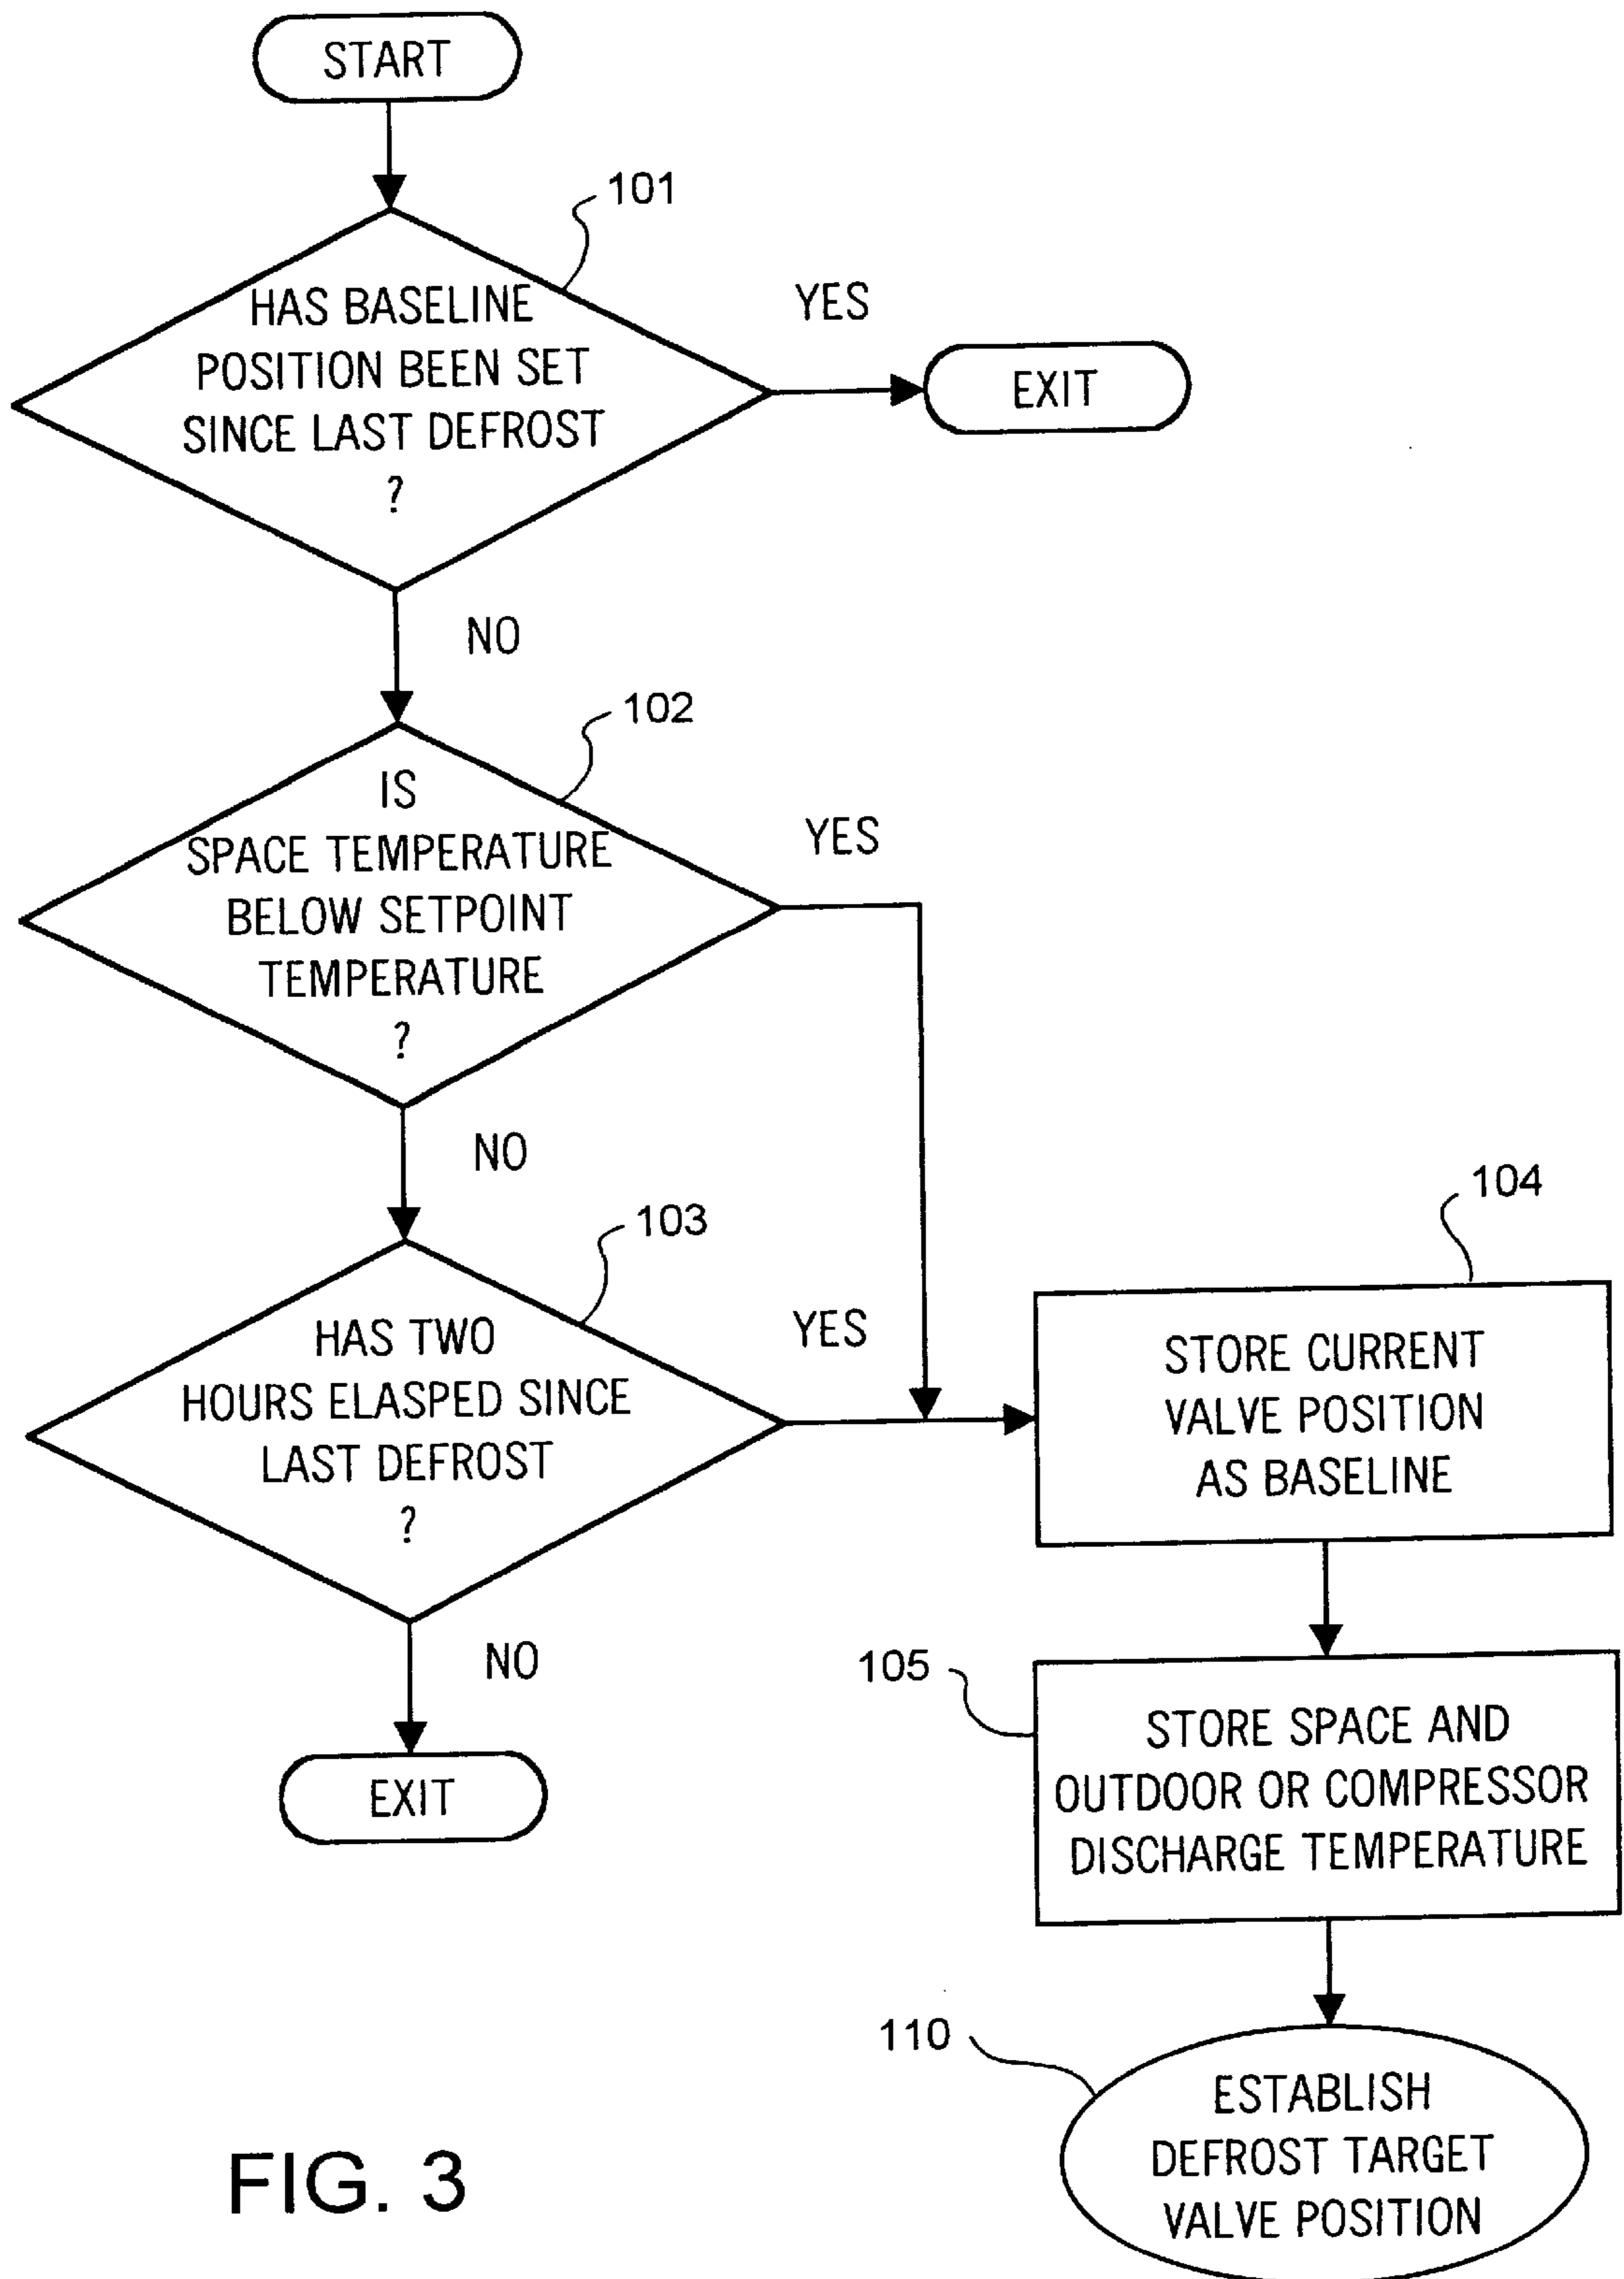 START
101
HAS BASELINE
POSITION BEEN SET
SINCE LAST DEFROST
?
YES
EXIT
NO
102
IS
SPACE TEMPERATURE
BELOW SETPOINT
TEMPERATURE
?
YES
NO
103
HAS TWO
HOURS ELASPED SINCE
LAST DEFROST
?
YES
NO
EXIT
104
STORE CURRENT
VALVE POSITION
AS BASELINE
105
STORE SPACE AND
OUTDOOR OR COMPRESSOR
DISCHARGE TEMPERATURE
110
ESTABLISH
DEFROST TARGET
VALVE POSITION
FIG. 3